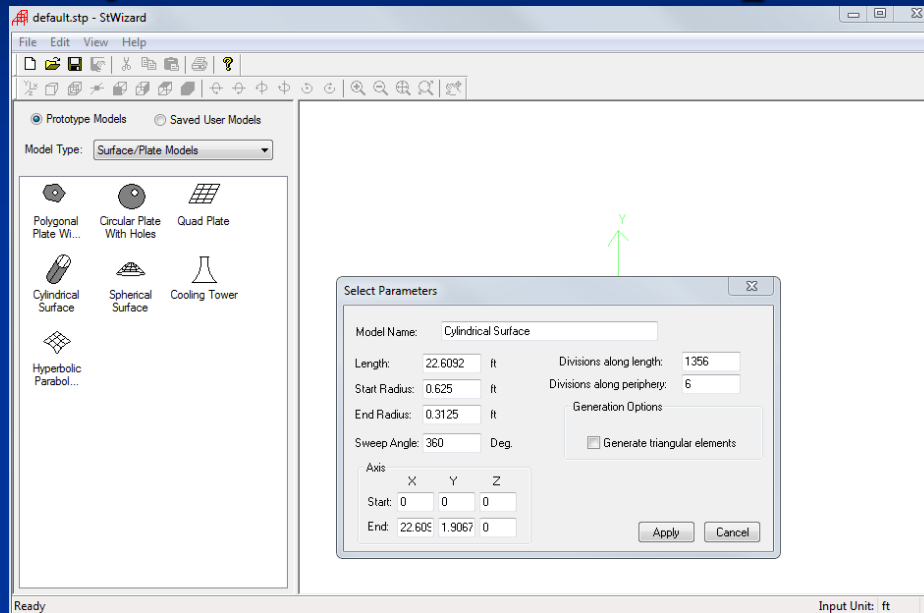 default.stp - StWizard
File Edit View Help
Prototype Models Saved User Models
Model Type: Surface/Plate Models
Polygonal Plate Wi...
Circular Plate With Holes
Quad Plate
Cylindrical Surface
Spherical Surface
Cooling Tower
Hyperbolic Parabol...
Y
Select Parameters
Model Name: Cylindrical Surface
Length: 22.6092 ft
Divisions along length: 1356
Start Radius: 0.625 ft
Divisions along periphery: 6
End Radius: 0.3125 ft
Generation Options
Sweep Angle: 360 Deg.
Generate triangular elements
Axis
X Y Z
Start: 0 0 0
End: 22.609 1.9067 0
Apply Cancel
Ready
Input Unit: ft